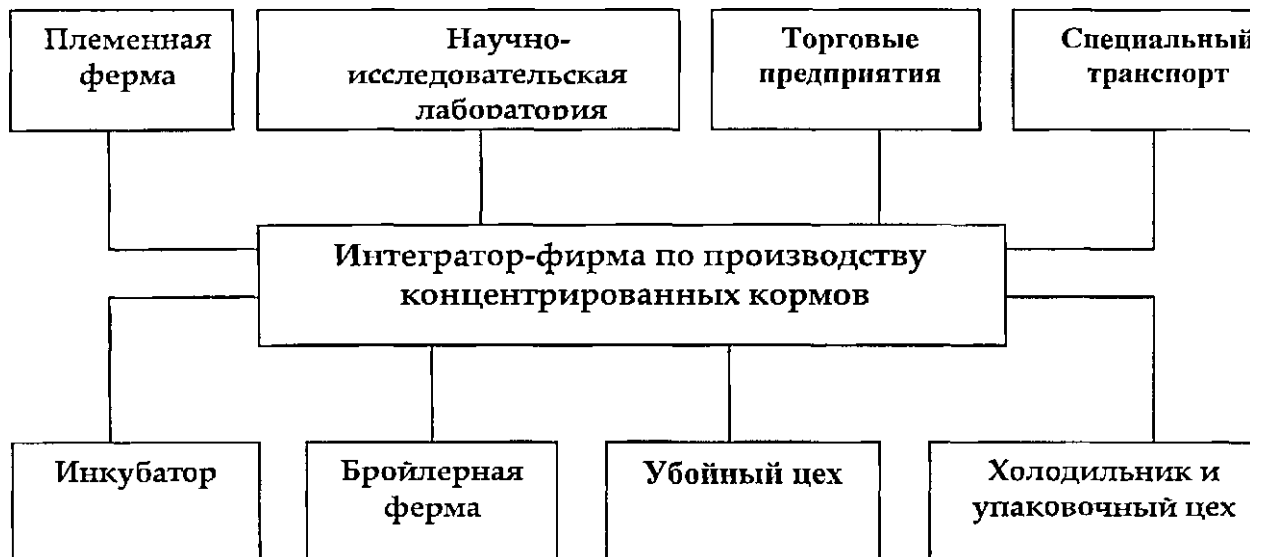 Племенная
ферма
Научно-
исследовательская
лаборатория
Торговые
предприятия
Специальный
транспорт
Интегратор-фирма по производству
концентрированных кормов
Инкубатор
Бройлерная
ферма
Убойный цех
Холодильник и
упаковочный цех